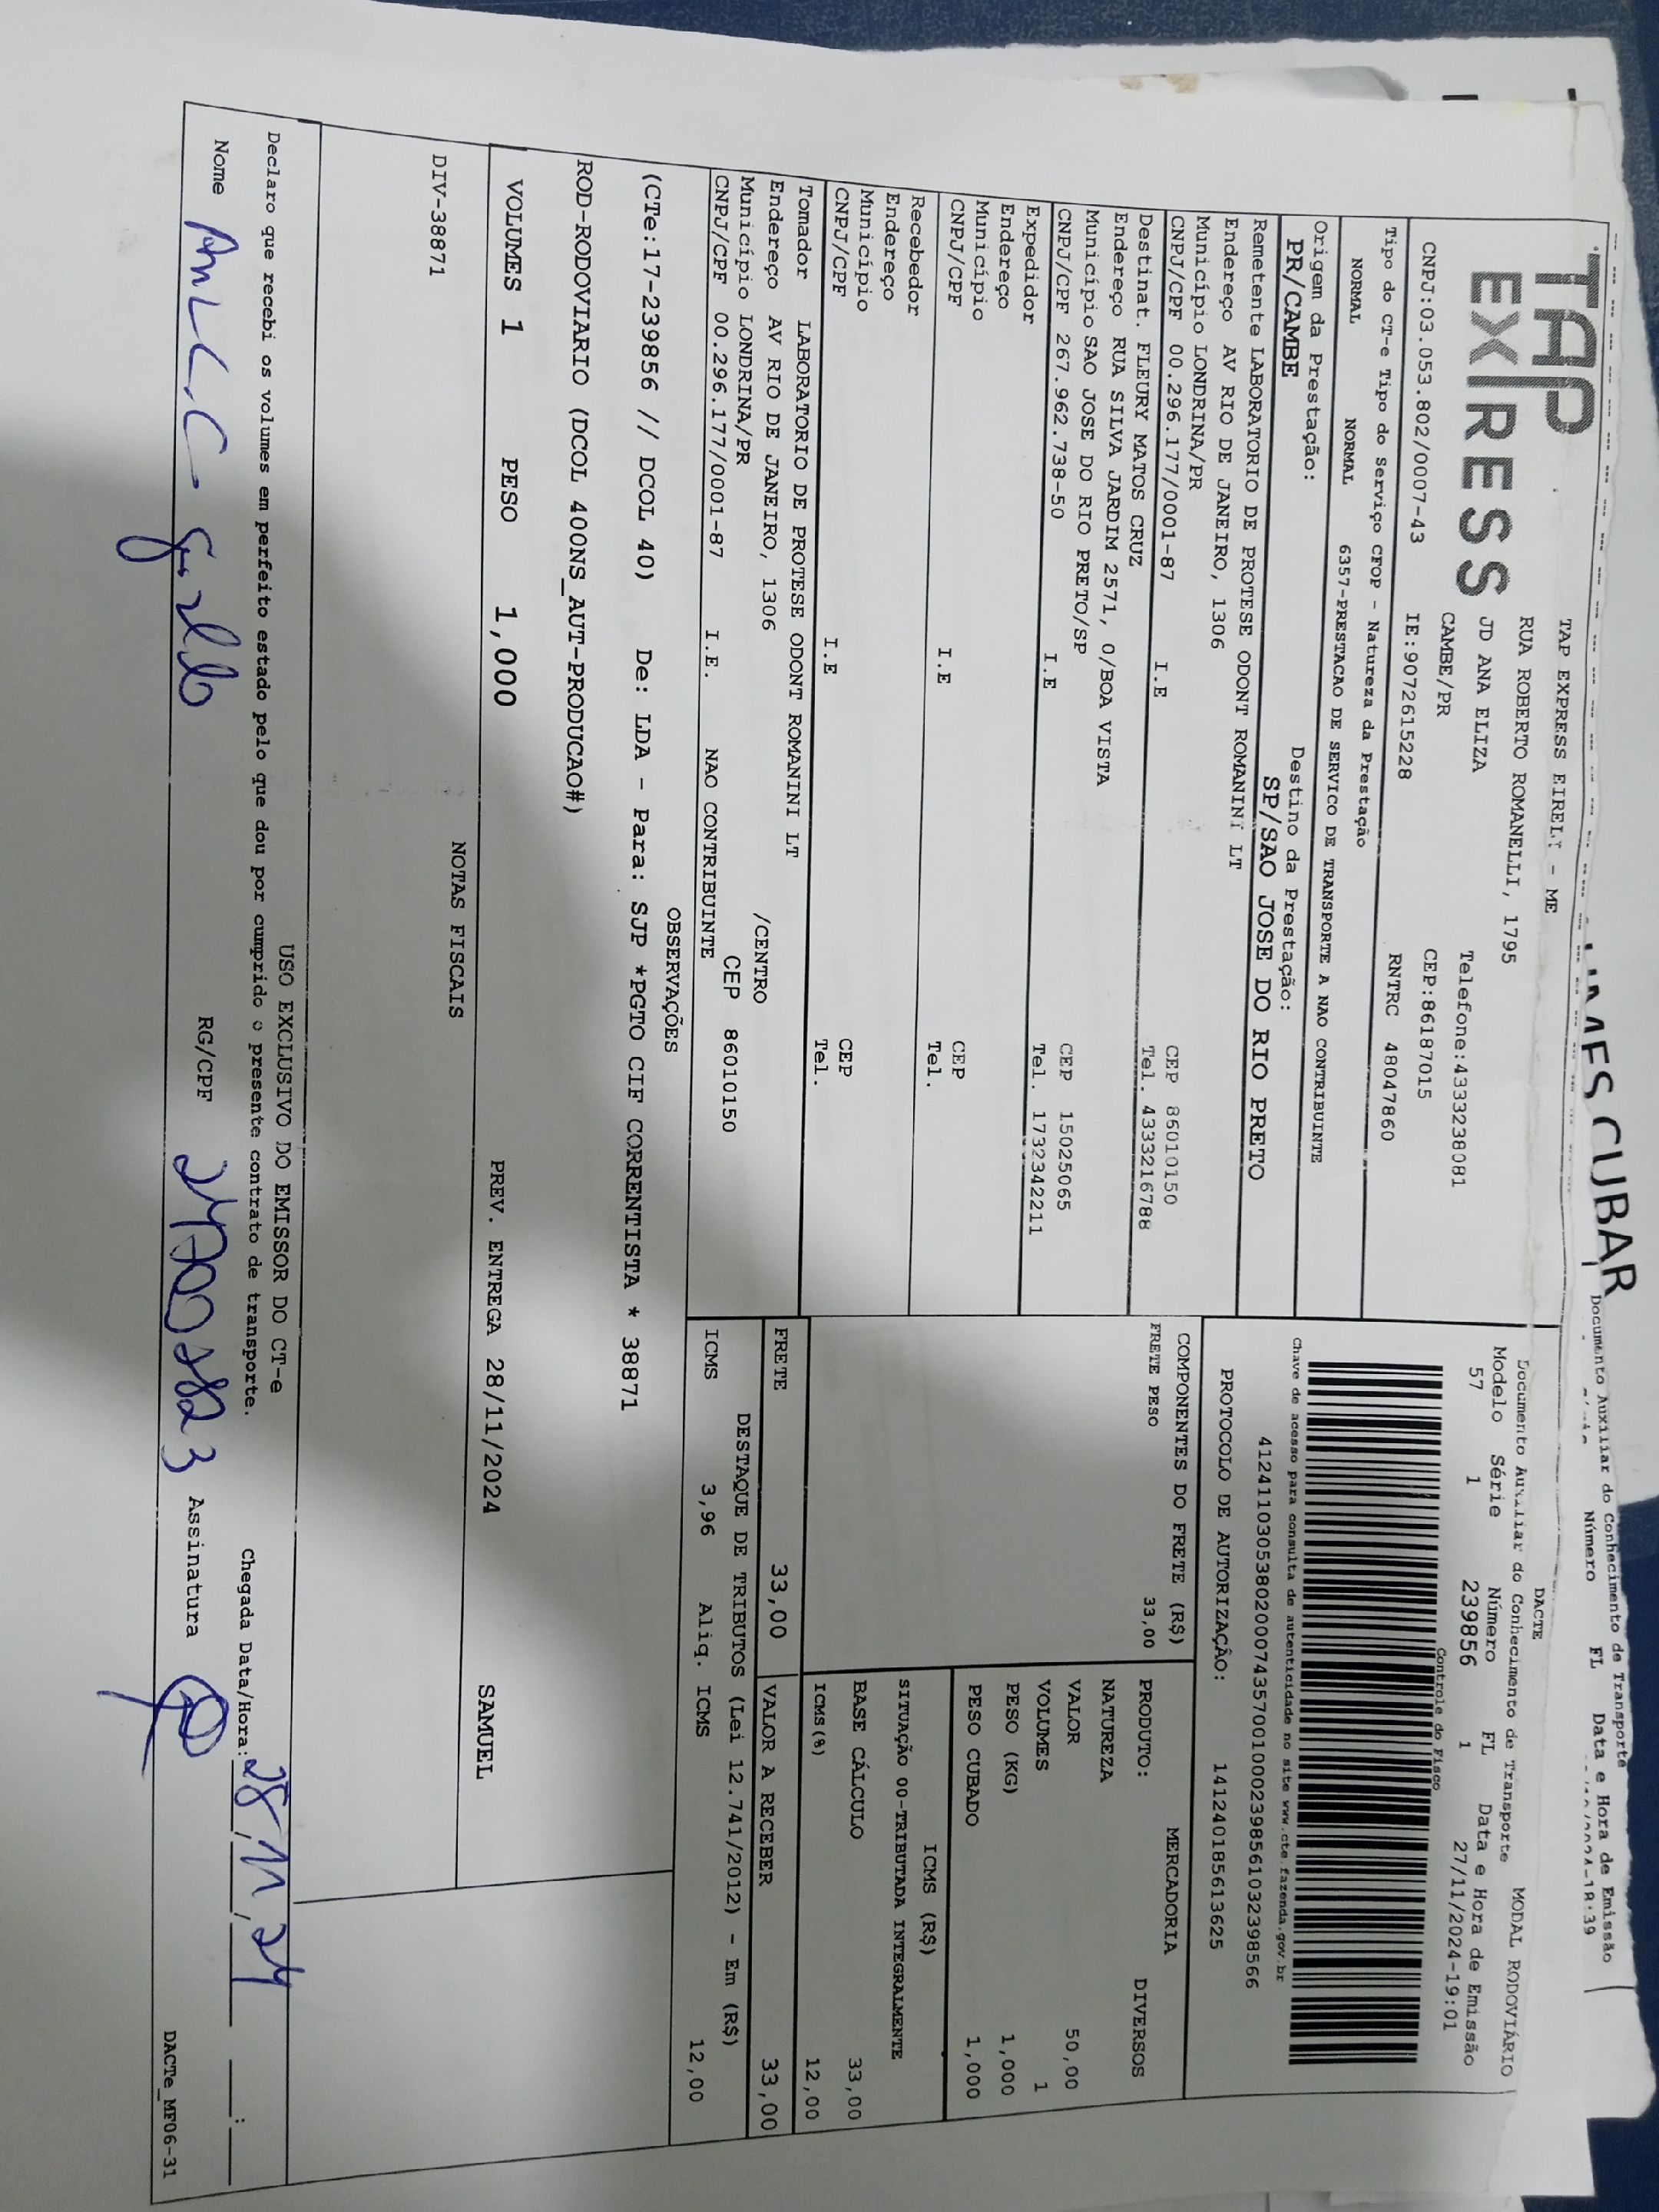 CUBAR
Documento Auxiliar do Conhecimento de Transporte
Número FL Data e Hora de Emissão
TAP
EXPRESS
TAP EXPRESS EIRELI - ME
RUA ROBERTO ROMANELLI, 1795
JD ANA ELIZA Telefone:4333238081
CAMBE/PR CEP:86187015
CNPJ:03.053.802/0007-43 IE:9072615228 RNTRC 48047860
DACTE
Documento Auxiliar do Conhecimento de Transporte MODAL RODOVIÁRIO
Modelo Série Número FL Data e Hora de Emissão
57 1 239856 1 27/11/2024-19:01
Controle do Fisco
Tipo do CT-e Tipo do Serviço CFOP - Natureza da Prestação
NORMAL NORMAL 6357-PRESTACAO DE SERVICO DE TRANSPORTE A NAO CONTRIBUINTE
Chave de acesso para consulta de autenticidade no site www.cte.fazenda.gov.br
41241103053802000743570010002398561032398566
Origem da Prestação: Destino da Prestação:
PR/CAMBE SP/SAO JOSE DO RIO PRETO
PROTOCOLO DE AUTORIZAÇÃO: 141240185613625
Remetente LABORATORIO DE PROTESE ODONT ROMANINI LT
Endereço AV RIO DE JANEIRO, 1306
Município LONDRINA/PR CEP 86010150
CNPJ/CPF 00.296.177/0001-87 I.E Tel. 4333216788
Destinat. FLEURY MATOS CRUZ
Endereço RUA SILVA JARDIM 2571, 0/BOA VISTA
Município SAO JOSE DO RIO PRETO/SP CEP 15025065
CNPJ/CPF 267.962.738-50 I.E Tel. 1732342211
Expedidor
Endereço
Município CEP
CNPJ/CPF I.E Tel.
Recebedor
Endereço
Município CEP
CNPJ/CPF I.E Tel.
Tomador LABORATORIO DE PROTESE ODONT ROMANINI LT
Endereço AV RIO DE JANEIRO, 1306 /CENTRO
Município LONDRINA/PR CEP 86010150
CNPJ/CPF 00.296.177/0001-87 I.E. NAO CONTRIBUINTE
COMPONENTES DO FRETE (R$)
FRETE PESO 33,00
MERCADORIA
PRODUTO: DIVERSOS
NATUREZA
VALOR 50,00
VOLUMES 1
PESO (KG) 1,000
PESO CUBADO 1,000
ICMS (R$)
SITUAÇÃO 00-TRIBUTADA INTEGRALMENTE
BASE CÁLCULO 33,00
ICMS(%) 12,00
FRETE 33,00 VALOR A RECEBER 33,00
DESTAQUE DE TRIBUTOS (Lei 12.741/2012) - Em (R$)
ICMS 3,96 Aliq. ICMS 12,00
OBSERVAÇÕES
(CTe:17-239856 // DCOL 40) De: LDA - Para: SJP *PGTO CIF CORRENTISTA * 38871
ROD-RODOVIARIO (DCOL 400NS_AUT-PRODUCAO#)
VOLUMES 1 PESO 1,000 PREV. ENTREGA 28/11/2024 SAMUEL
NOTAS FISCAIS
DIV-38871
USO EXCLUSIVO DO EMISSOR DO CT-e
Declaro que recebi os volumes em perfeito estado pelo que dou por cumprido o presente contrato de transporte.
Chegada Data/Hora: 28/11/24 :
Nome RG/CPF Assinatura
DACTe_MF06-31